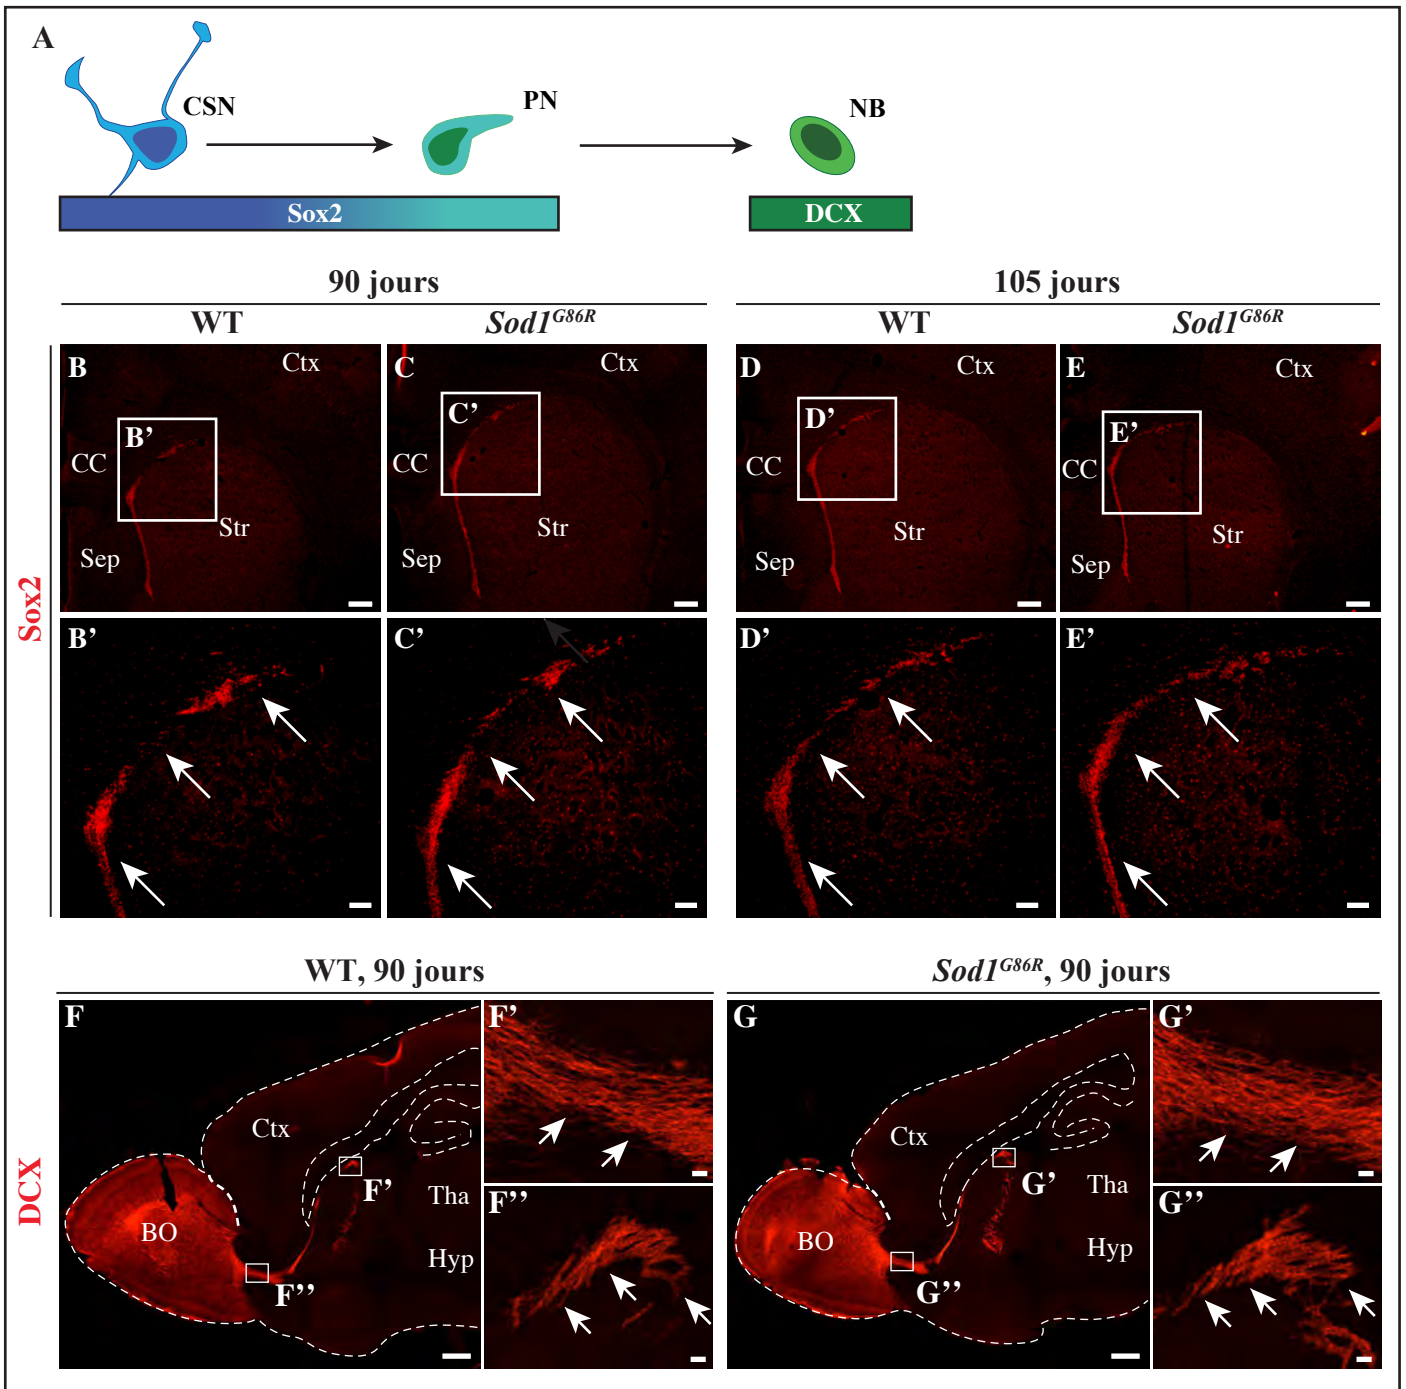 A
CSN
PN
NB
Sox2
DCX
90 jours
105 jours
WT
Sod1G86R
WT
Sod1G86R
Sox2
B
Ctx
B’
CC
Str
Sep
C
Ctx
C’
CC
Str
Sep
D
Ctx
D’
CC
Str
Sep
E
Ctx
E’
CC
Str
Sep
B’
C’
D’
E’
WT, 90 jours
Sod1G86R, 90 jours
DCX
F
Ctx
F’
Tha
BO
Hyp
F’’
F’
F’’
G
Ctx
G’
Tha
BO
Hyp
G’’
G’
G’’